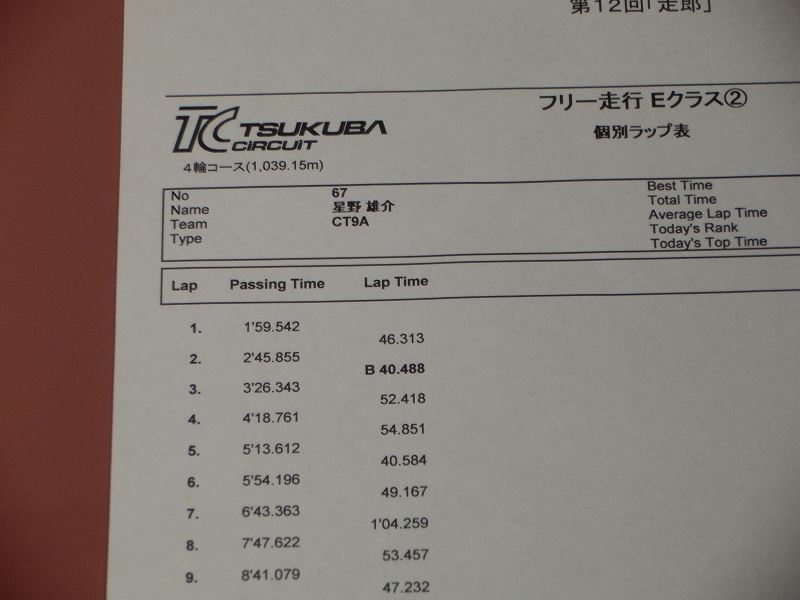 第12回「走郎」
フリー走行 Eクラス②
TC TSUKUBA
CIRCUIT
個別ラップ表
4輪コース(1,039.15m)
No 67 Best Time
Name 星野 雄介 Total Time
Team CT9A Average Lap Time
Type Today's Rank
Today's Top Time
Lap Passing Time Lap Time
1. 1'59.542
46.313
2. 2'45.855
B 40.488
3. 3'26.343
52.418
4. 4'18.761
54.851
5. 5'13.612
40.584
6. 5'54.196
49.167
7. 6'43.363
1'04.259
8. 7'47.622
53.457
9. 8'41.079
47.232